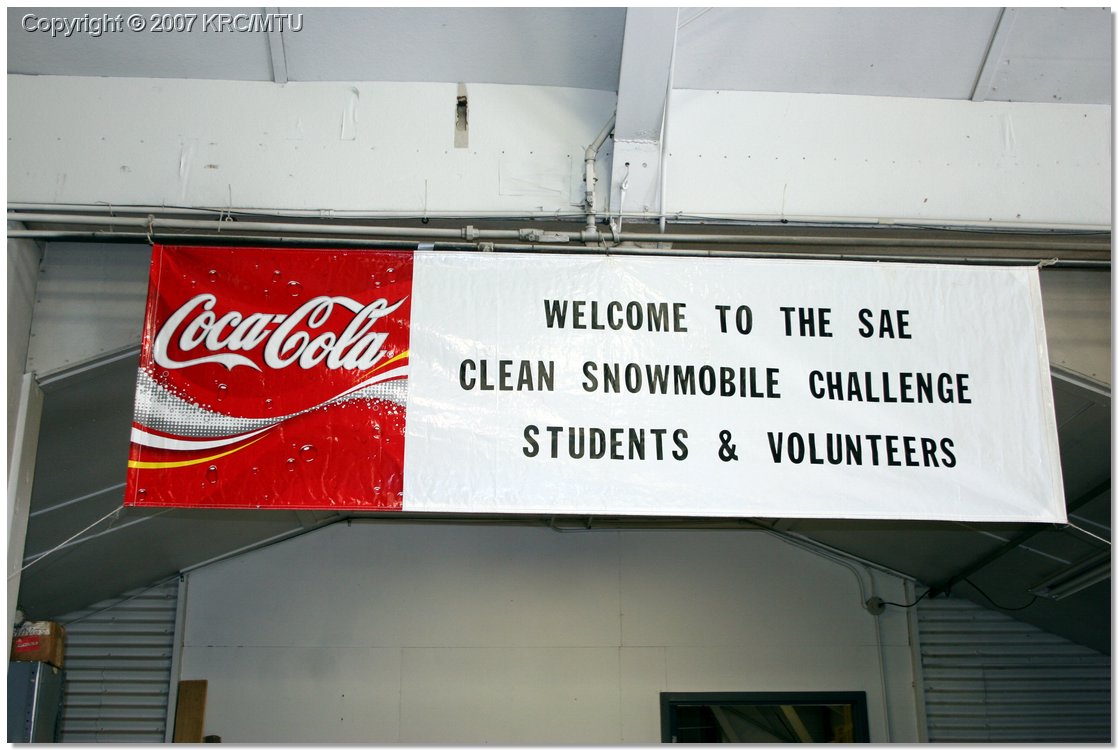 Copyright © 2007 KRC/MTU
Coca-Cola
WELCOME TO THE SAE
CLEAN SNOWMOBILE CHALLENGE
STUDENTS & VOLUNTEERS